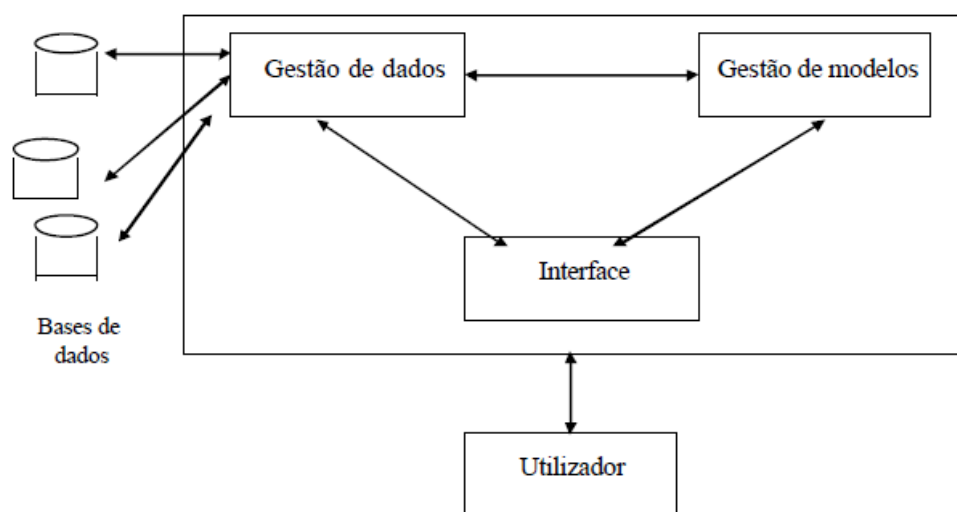 Gestão de dados
Gestão de modelos
Interface
Bases de
dados
Utilizador